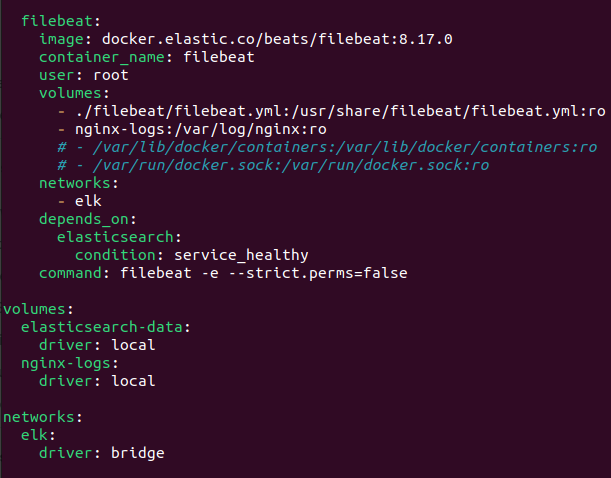 filebeat:
    image: docker.elastic.co/beats/filebeat:8.17.0
    container_name: filebeat
    user: root
    volumes:
      - ./filebeat/filebeat.yml:/usr/share/filebeat/filebeat.yml:ro
      - nginx-logs:/var/log/nginx:ro
      # - /var/lib/docker/containers:/var/lib/docker/containers:ro
      # - /var/run/docker.sock:/var/run/docker.sock:ro
    networks:
      - elk
    depends_on:
      elasticsearch:
        condition: service_healthy
    command: filebeat -e --strict.perms=false

volumes:
  elasticsearch-data:
    driver: local
  nginx-logs:
    driver: local

networks:
  elk:
    driver: bridge